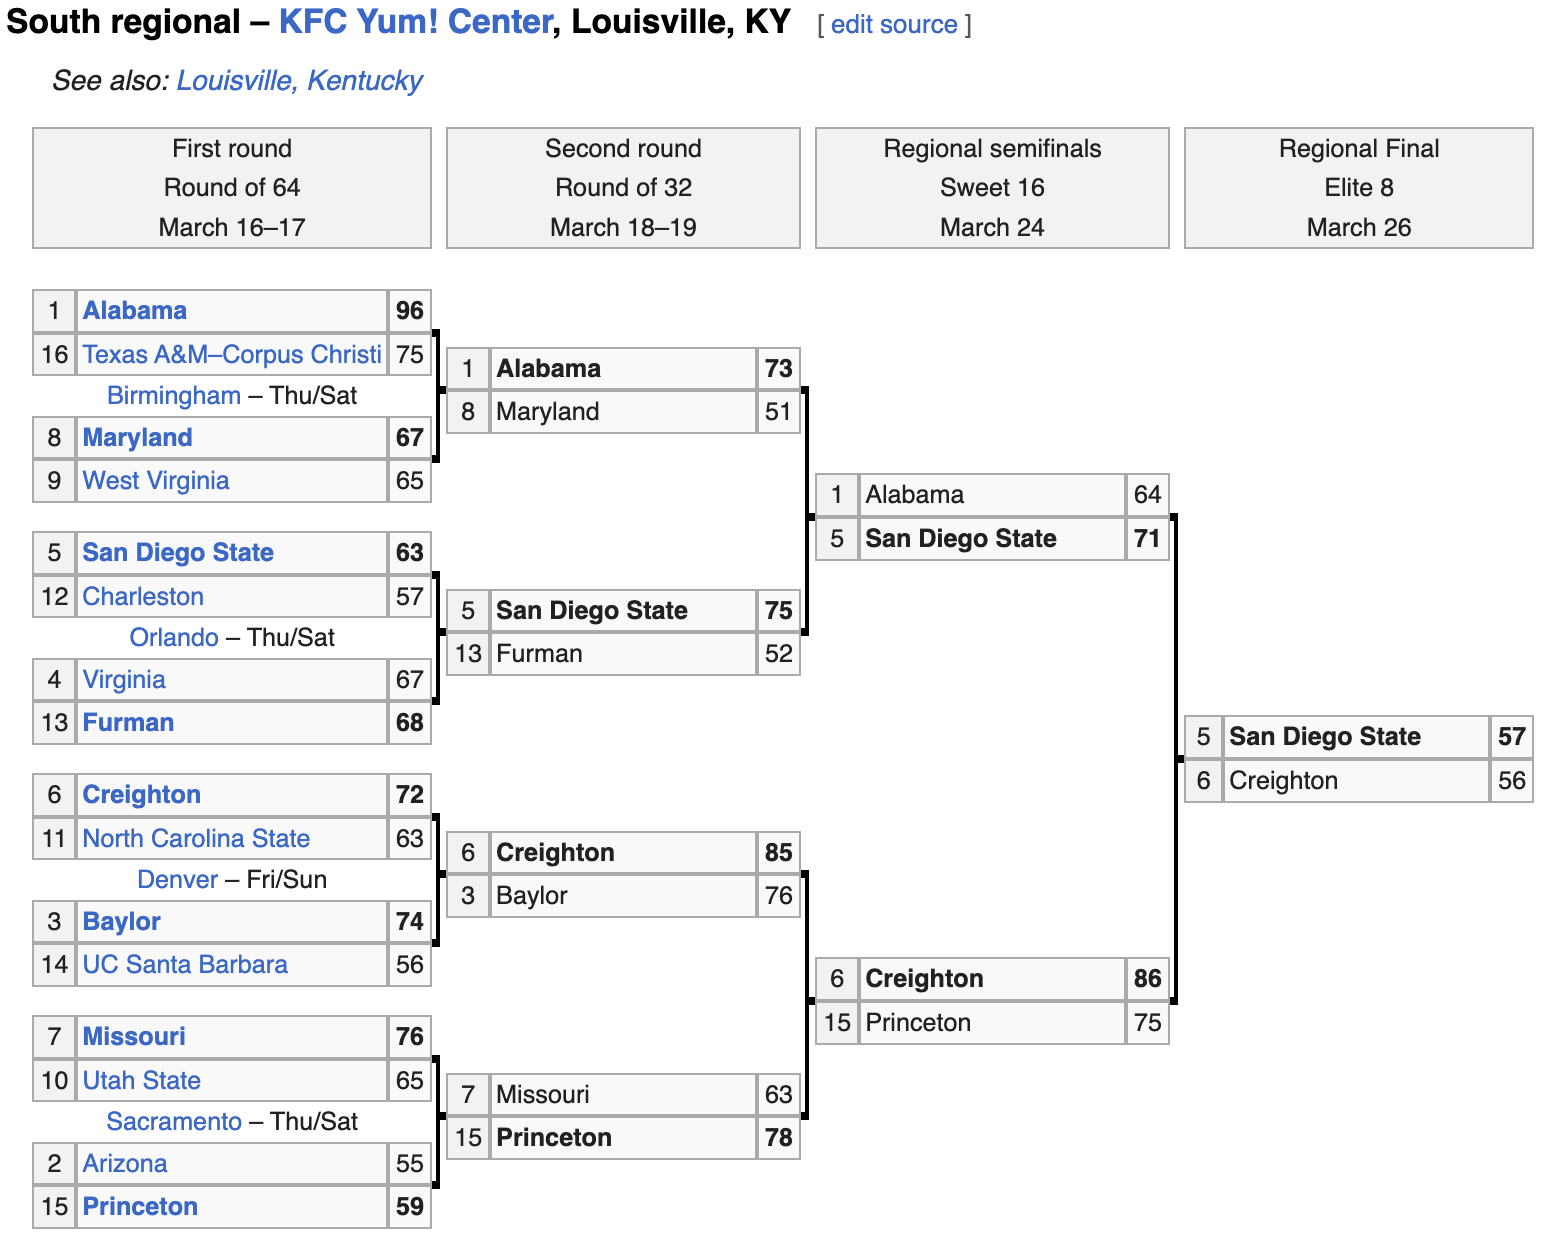 South regional – KFC Yum! Center, Louisville, KY [ edit source ]
See also: Louisville, Kentucky
First round
Round of 64
March 16–17
Second round
Round of 32
March 18–19
Regional semifinals
Sweet 16
March 24
Regional Final
Elite 8
March 26
1 Alabama 96
16 Texas A&M–Corpus Christi 75
Birmingham – Thu/Sat
8 Maryland 67
9 West Virginia 65
5 San Diego State 63
12 Charleston 57
Orlando – Thu/Sat
4 Virginia 67
13 Furman 68
6 Creighton 72
11 North Carolina State 63
Denver – Fri/Sun
3 Baylor 74
14 UC Santa Barbara 56
7 Missouri 76
10 Utah State 65
Sacramento – Thu/Sat
2 Arizona 55
15 Princeton 59
1 Alabama 73
8 Maryland 51
5 San Diego State 75
13 Furman 52
6 Creighton 85
3 Baylor 76
7 Missouri 63
15 Princeton 78
1 Alabama 64
5 San Diego State 71
6 Creighton 86
15 Princeton 75
5 San Diego State 57
6 Creighton 56